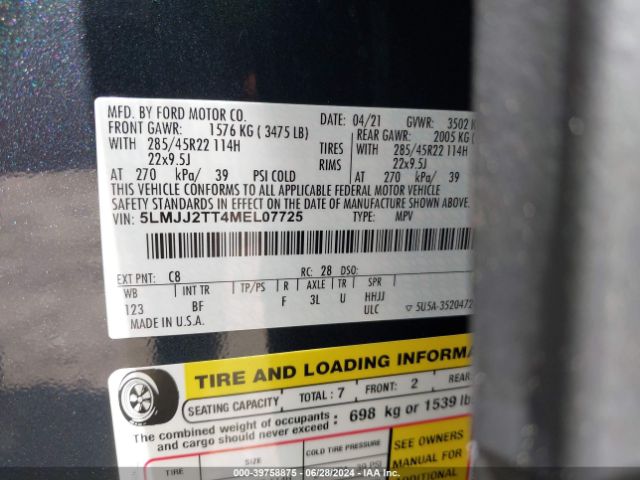 MFD. BY FORD MOTOR CO.
DATE: 04/21 GVWR: 3502
FRONT GAWR: 1576 KG ( 3475 LB)
REAR GAWR: 2005 KG (
WITH 285/45R22 114H TIRES WITH 285/45R22 114H
22x9.5J RIMS 22x9.5J
AT 270 kPa/ 39 PSI COLD AT 270 kPa/ 39
THIS VEHICLE CONFORMS TO ALL APPLICABLE FEDERAL MOTOR VEHICLE
SAFETY STANDARDS IN EFFECT ON THE DATE OF MANUFACTURE SHOWN
VIN: 5LMJJ2TT4MEL07725 TYPE: MPV
EXT PNT: C8 RC: 28 DSO:
WB INT TR TP/PS R AXLE TR SPR
123 BF F 3L U HHJJ
MADE IN U.S.A. ULC 5U5A-3520472
TIRE AND LOADING INFORMA
SEATING CAPACITY TOTAL : 7 FRONT: 2 REAR:
The combined weight of occupants
and cargo should never exceed : 698 kg or 1539 lb
TIRE COLD TIRE PRESSURE
SEE OWNERS
MANUAL FOR
ADDITIONAL
000-39758875 - 06/28/2024 - IAAI.COM